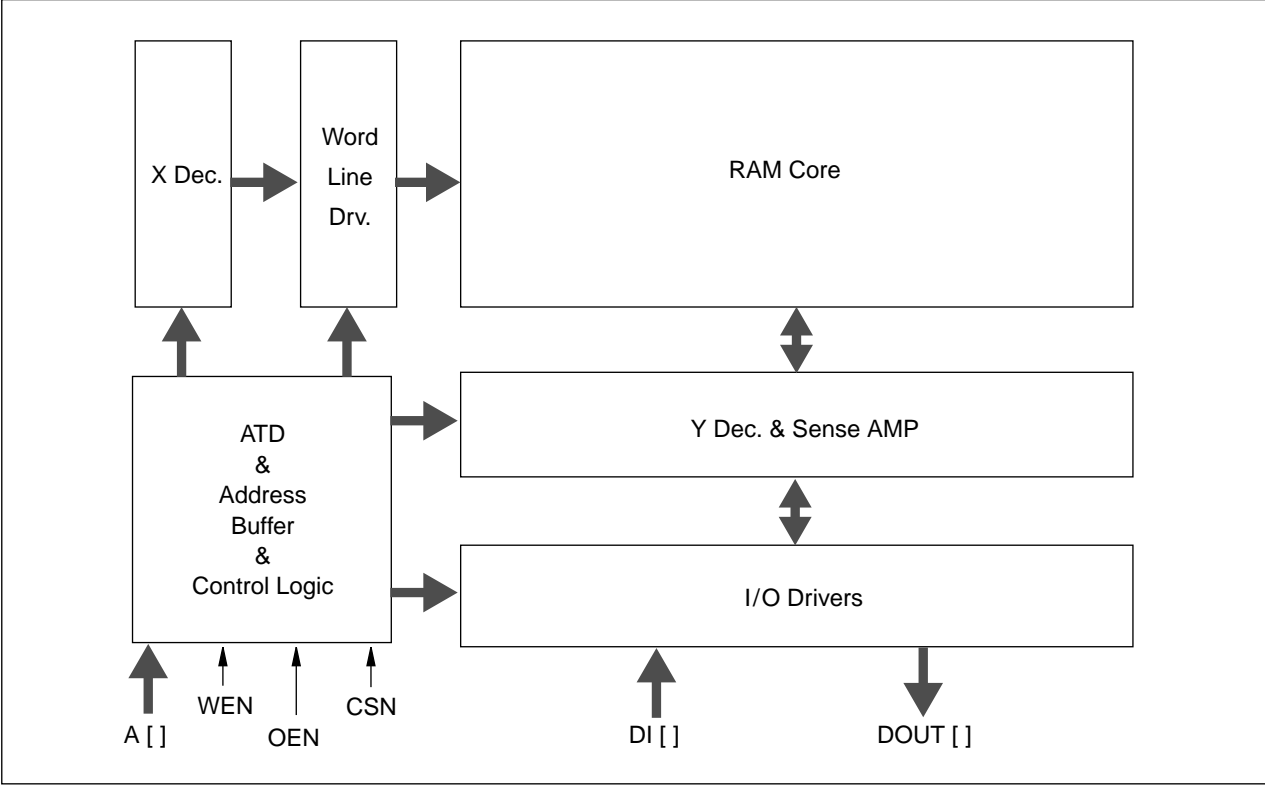 X Dec.
Word
Line
Drv.
RAM Core
ATD
&
Address
Buffer
&
Control Logic
Y Dec. & Sense AMP
I/O Drivers
A [ ]
WEN
OEN
CSN
DI [ ]
DOUT [ ]